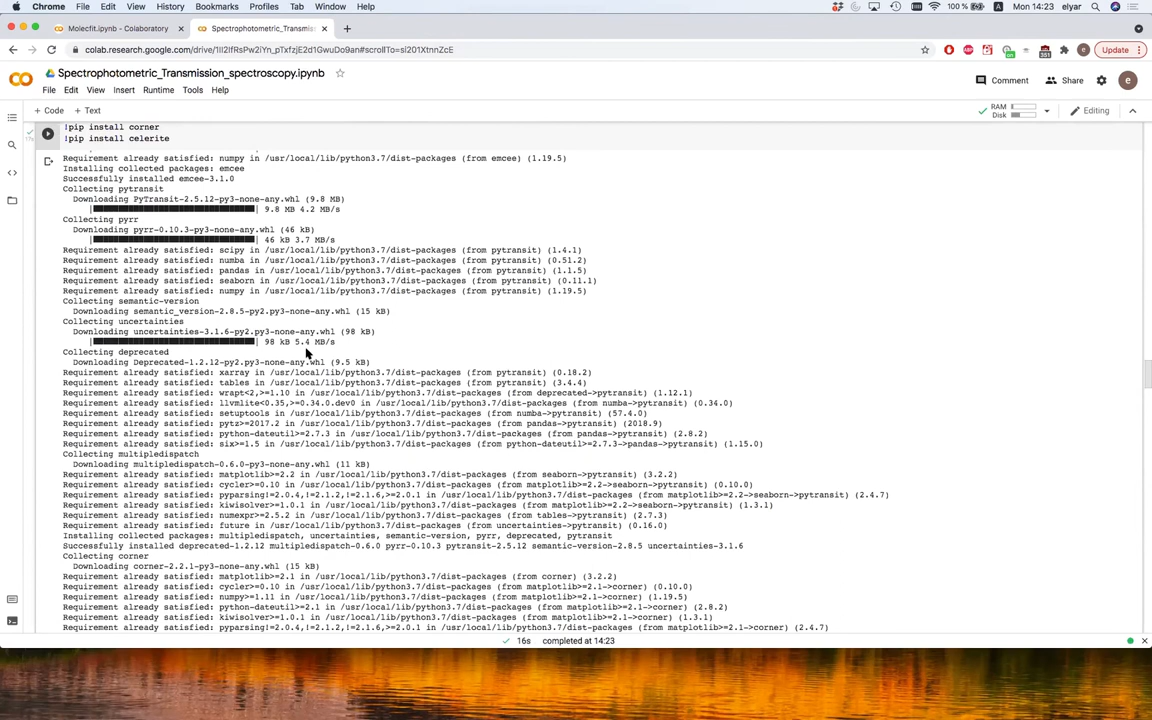 Chrome File Edit View History Bookmarks Profiles Tab Window Help 100 % Mon 14:23 elyar
Molecfit.ipynb - Colaboratory Spectrophotometric_Transmiss
colab.research.google.com/drive/1Il2lfRsPw2iYn_pTxfzjE2d1GwuDo9an#scrollTo=sl201XtnnZcE Update
Spectrophotometric_Transmission_spectroscopy.ipynb Comment Share
File Edit View Insert Runtime Tools Help
+ Code + Text RAM Disk Editing
!pip install corner
!pip install celerite
Requirement already satisfied: numpy in /usr/local/lib/python3.7/dist-packages (from emcee) (1.19.5)
Installing collected packages: emcee
Successfully installed emcee-3.1.0
Collecting pytransit
Downloading PyTransit-2.5.12-py3-none-any.whl (9.8 MB)
9.8 MB 4.2 MB/s
Collecting pyrr
Downloading pyrr-0.10.3-py3-none-any.whl (46 kB)
46 kB 3.7 MB/s
Requirement already satisfied: scipy in /usr/local/lib/python3.7/dist-packages (from pytransit) (1.4.1)
Requirement already satisfied: numba in /usr/local/lib/python3.7/dist-packages (from pytransit) (0.51.2)
Requirement already satisfied: pandas in /usr/local/lib/python3.7/dist-packages (from pytransit) (1.1.5)
Requirement already satisfied: seaborn in /usr/local/lib/python3.7/dist-packages (from pytransit) (0.11.1)
Requirement already satisfied: numpy in /usr/local/lib/python3.7/dist-packages (from pytransit) (1.19.5)
Collecting semantic-version
Downloading semantic_version-2.8.5-py2.py3-none-any.whl (15 kB)
Collecting uncertainties
Downloading uncertainties-3.1.6-py2.py3-none-any.whl (98 kB)
98 kB 5.4 MB/s
Collecting deprecated
Downloading Deprecated-1.2.12-py2.py3-none-any.whl (9.5 kB)
Requirement already satisfied: xarray in /usr/local/lib/python3.7/dist-packages (from pytransit) (0.18.2)
Requirement already satisfied: tables in /usr/local/lib/python3.7/dist-packages (from pytransit) (3.4.4)
Requirement already satisfied: wrapt<2,>=1.10 in /usr/local/lib/python3.7/dist-packages (from deprecated->pytransit) (1.12.1)
Requirement already satisfied: llvmlite<0.35,>=0.34.0.dev0 in /usr/local/lib/python3.7/dist-packages (from numba->pytransit) (0.34.0)
Requirement already satisfied: setuptools in /usr/local/lib/python3.7/dist-packages (from numba->pytransit) (57.4.0)
Requirement already satisfied: pytz>=2017.2 in /usr/local/lib/python3.7/dist-packages (from pandas->pytransit) (2018.9)
Requirement already satisfied: python-dateutil>=2.7.3 in /usr/local/lib/python3.7/dist-packages (from pandas->pytransit) (2.8.2)
Requirement already satisfied: six>=1.5 in /usr/local/lib/python3.7/dist-packages (from python-dateutil>=2.7.3->pandas->pytransit) (1.15.0)
Collecting multipledispatch
Downloading multipledispatch-0.6.0-py3-none-any.whl (11 kB)
Requirement already satisfied: matplotlib>=2.2 in /usr/local/lib/python3.7/dist-packages (from seaborn->pytransit) (3.2.2)
Requirement already satisfied: cycler>=0.10 in /usr/local/lib/python3.7/dist-packages (from matplotlib>=2.2->seaborn->pytransit) (0.10.0)
Requirement already satisfied: pyparsing!=2.0.4,!=2.1.2,!=2.1.6,>=2.0.1 in /usr/local/lib/python3.7/dist-packages (from matplotlib>=2.2->seaborn->pytransit) (2.4.7)
Requirement already satisfied: kiwisolver>=1.0.1 in /usr/local/lib/python3.7/dist-packages (from matplotlib>=2.2->seaborn->pytransit) (1.3.1)
Requirement already satisfied: numexpr>=2.5.2 in /usr/local/lib/python3.7/dist-packages (from tables->pytransit) (2.7.3)
Requirement already satisfied: future in /usr/local/lib/python3.7/dist-packages (from uncertainties->pytransit) (0.16.0)
Installing collected packages: multipledispatch, uncertainties, semantic-version, pyrr, deprecated, pytransit
Successfully installed deprecated-1.2.12 multipledispatch-0.6.0 pyrr-0.10.3 pytransit-2.5.12 semantic-version-2.8.5 uncertainties-3.1.6
Collecting corner
Downloading corner-2.2.1-py3-none-any.whl (15 kB)
Requirement already satisfied: matplotlib>=2.1 in /usr/local/lib/python3.7/dist-packages (from corner) (3.2.2)
Requirement already satisfied: cycler>=0.10 in /usr/local/lib/python3.7/dist-packages (from matplotlib>=2.1->corner) (0.10.0)
Requirement already satisfied: numpy>=1.11 in /usr/local/lib/python3.7/dist-packages (from matplotlib>=2.1->corner) (1.19.5)
Requirement already satisfied: python-dateutil>=2.1 in /usr/local/lib/python3.7/dist-packages (from matplotlib>=2.1->corner) (2.8.2)
Requirement already satisfied: kiwisolver>=1.0.1 in /usr/local/lib/python3.7/dist-packages (from matplotlib>=2.1->corner) (1.3.1)
Requirement already satisfied: pyparsing!=2.0.4,!=2.1.2,!=2.1.6,>=2.0.1 in /usr/local/lib/python3.7/dist-packages (from matplotlib>=2.1->corner) (2.4.7)
16s completed at 14:23